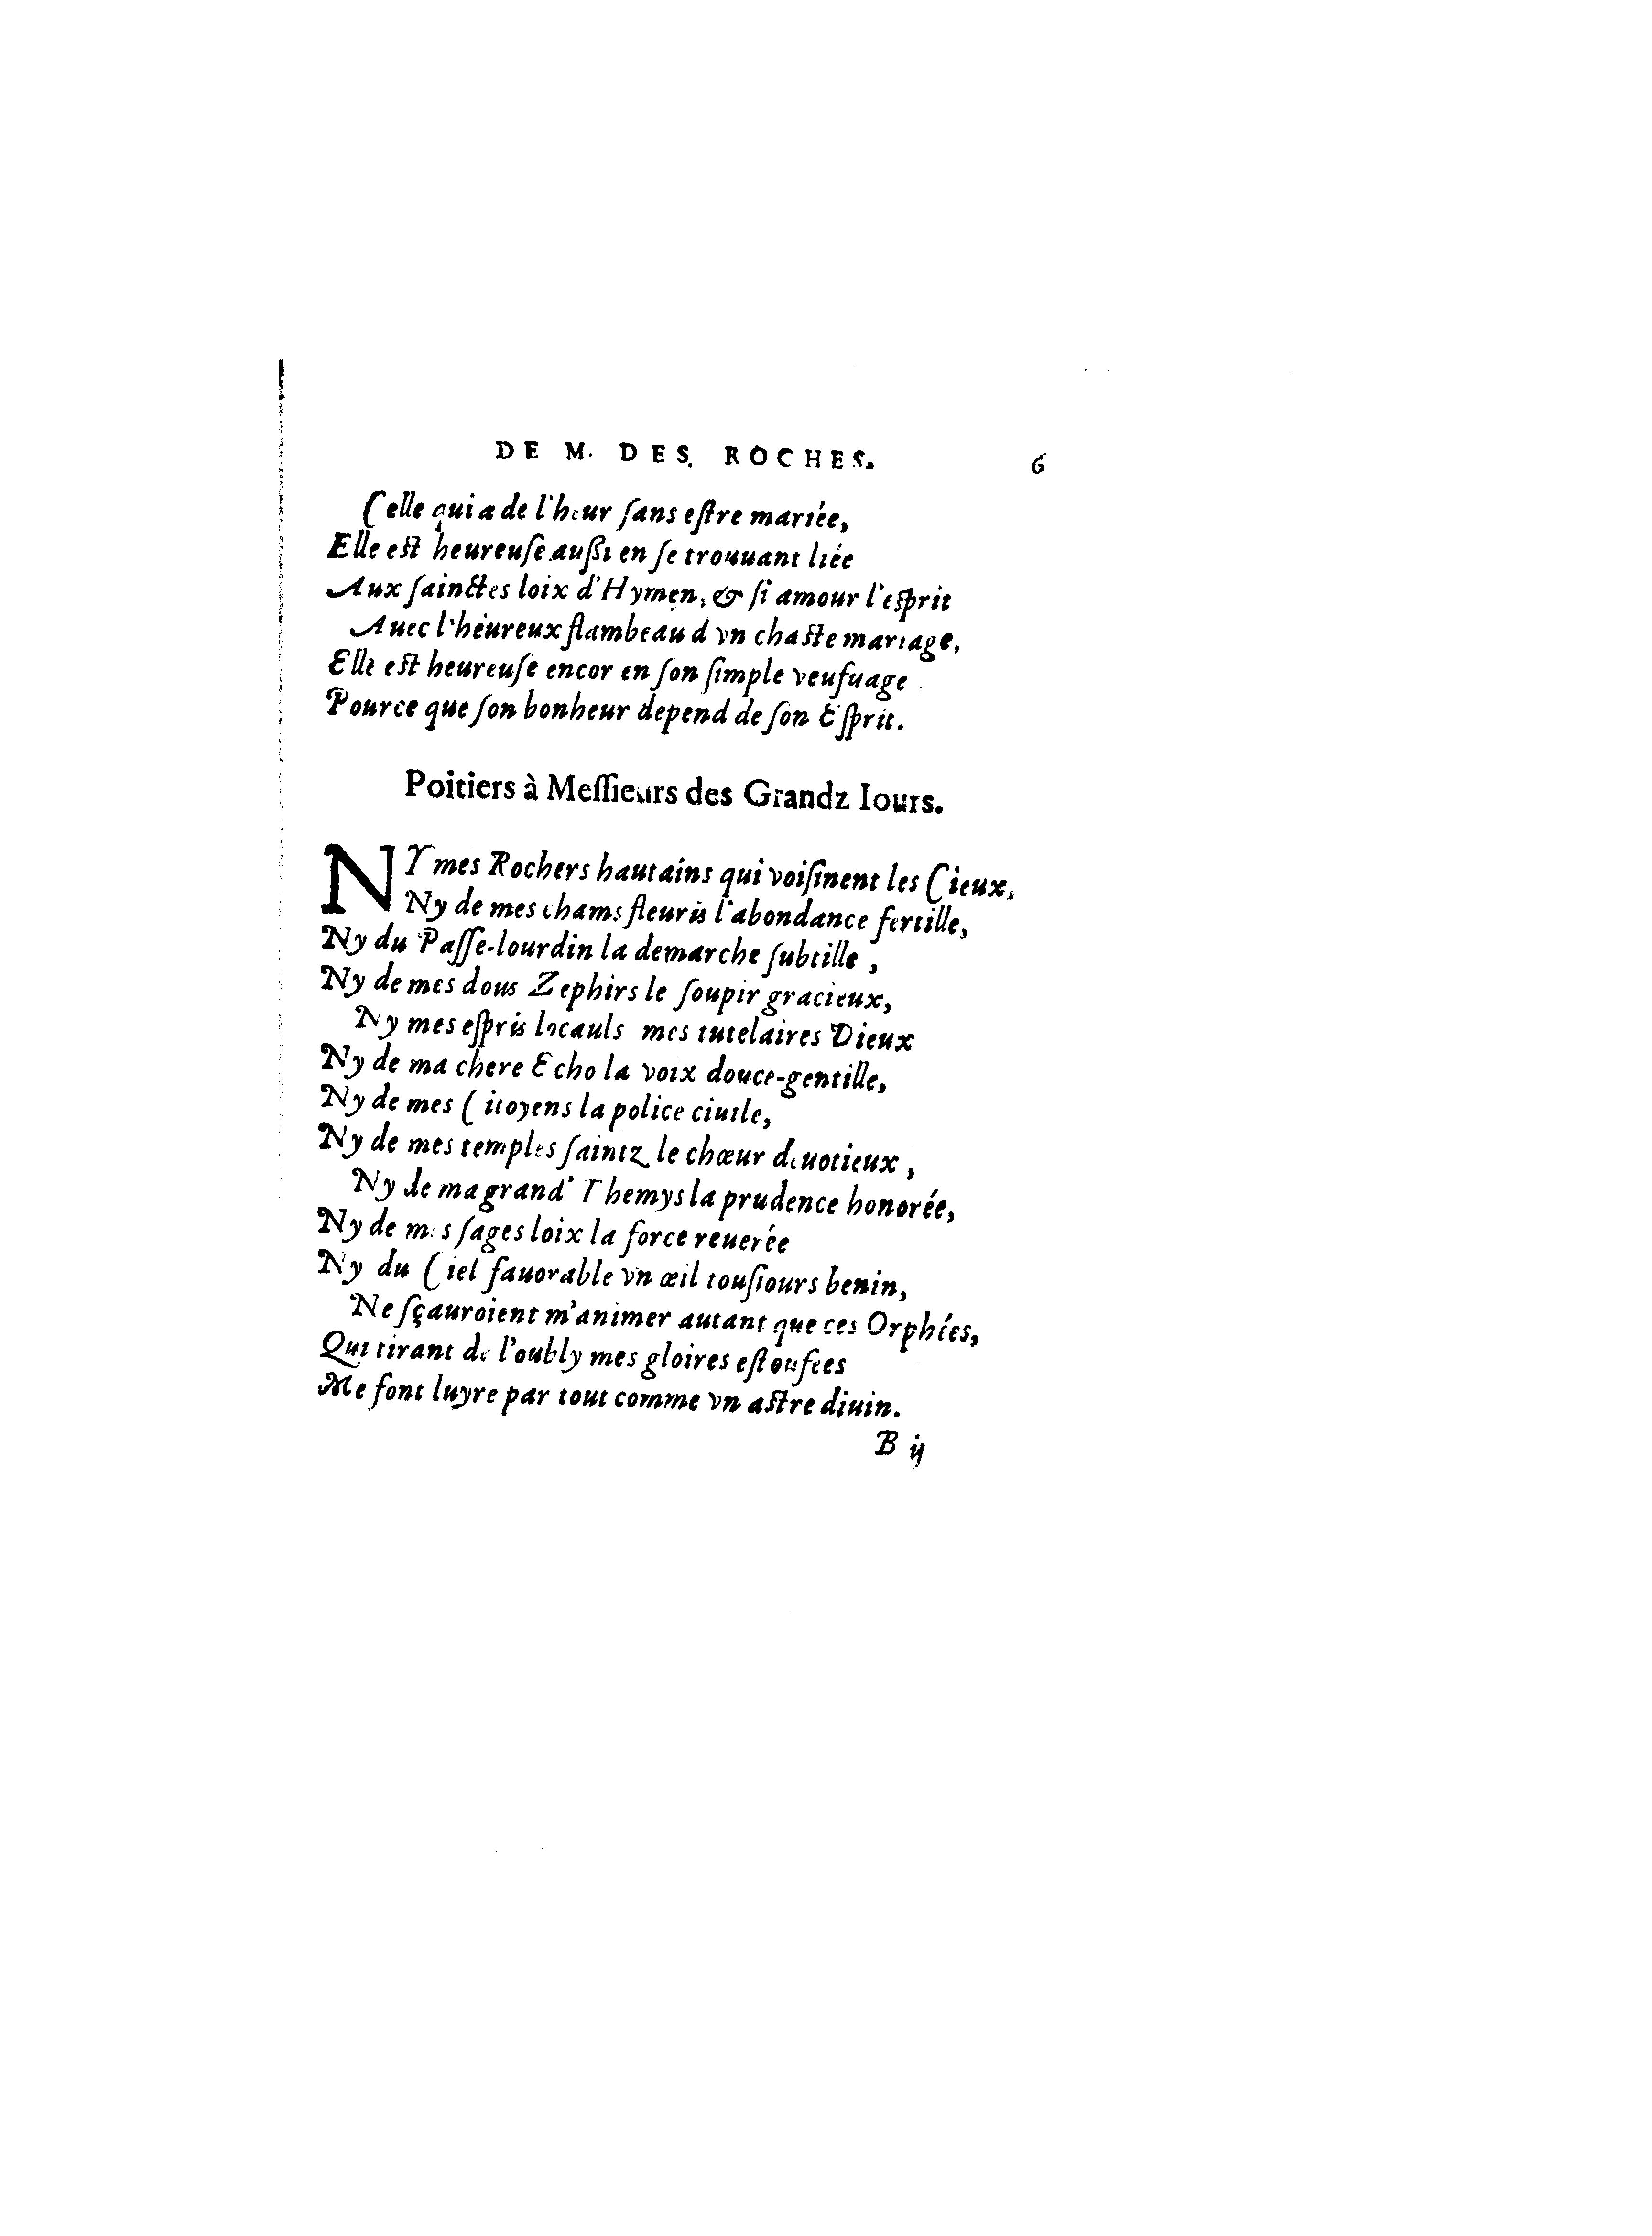 DE M. DES. ROCHES. 6
Celle qui a de l'heur ſans eſtre mariée,
Elle eſt heureuſe außi en ſe trouuant liée
Aux ſainctes loix d'Hymen, & ſi amour l'eſprit
Auec l'héureux flambeau d vn chaſte mariage,
Elle eſt heureuſe encor en ſon ſimple veufuage
Pource que ſon bonheur depend de ſon Eſprit.
Poitiers à Meſſieurs des Grandz Iours.
NY mes Rochers hautains qui voiſinent les Cieux,
Ny de mes chams fleuris l'abondance fertille,
Ny du Paſſe-lourdin la demarche ſubtille,
Ny de mes dous Zephirs le ſoupir gracieux,
Ny mes eſpris locauls mes tutelaires Dieux
Ny de ma chere Echo la voix douce-gentille,
Ny de mes Citoyens la police ciuile,
Ny de mes temples ſaintz le chœur deuotieux,
Ny de ma grand' Themys la prudence honorée,
Ny de mes ſages loix la force reuerée
Ny du Ciel fauorable vn œil touſiours benin,
Ne ſçauroient m'animer autant que ces Orphées,
Qui tirant de l'oubly mes gloires eſtoufees
Me font luyre par tout comme vn aſtre diuin.
B ij